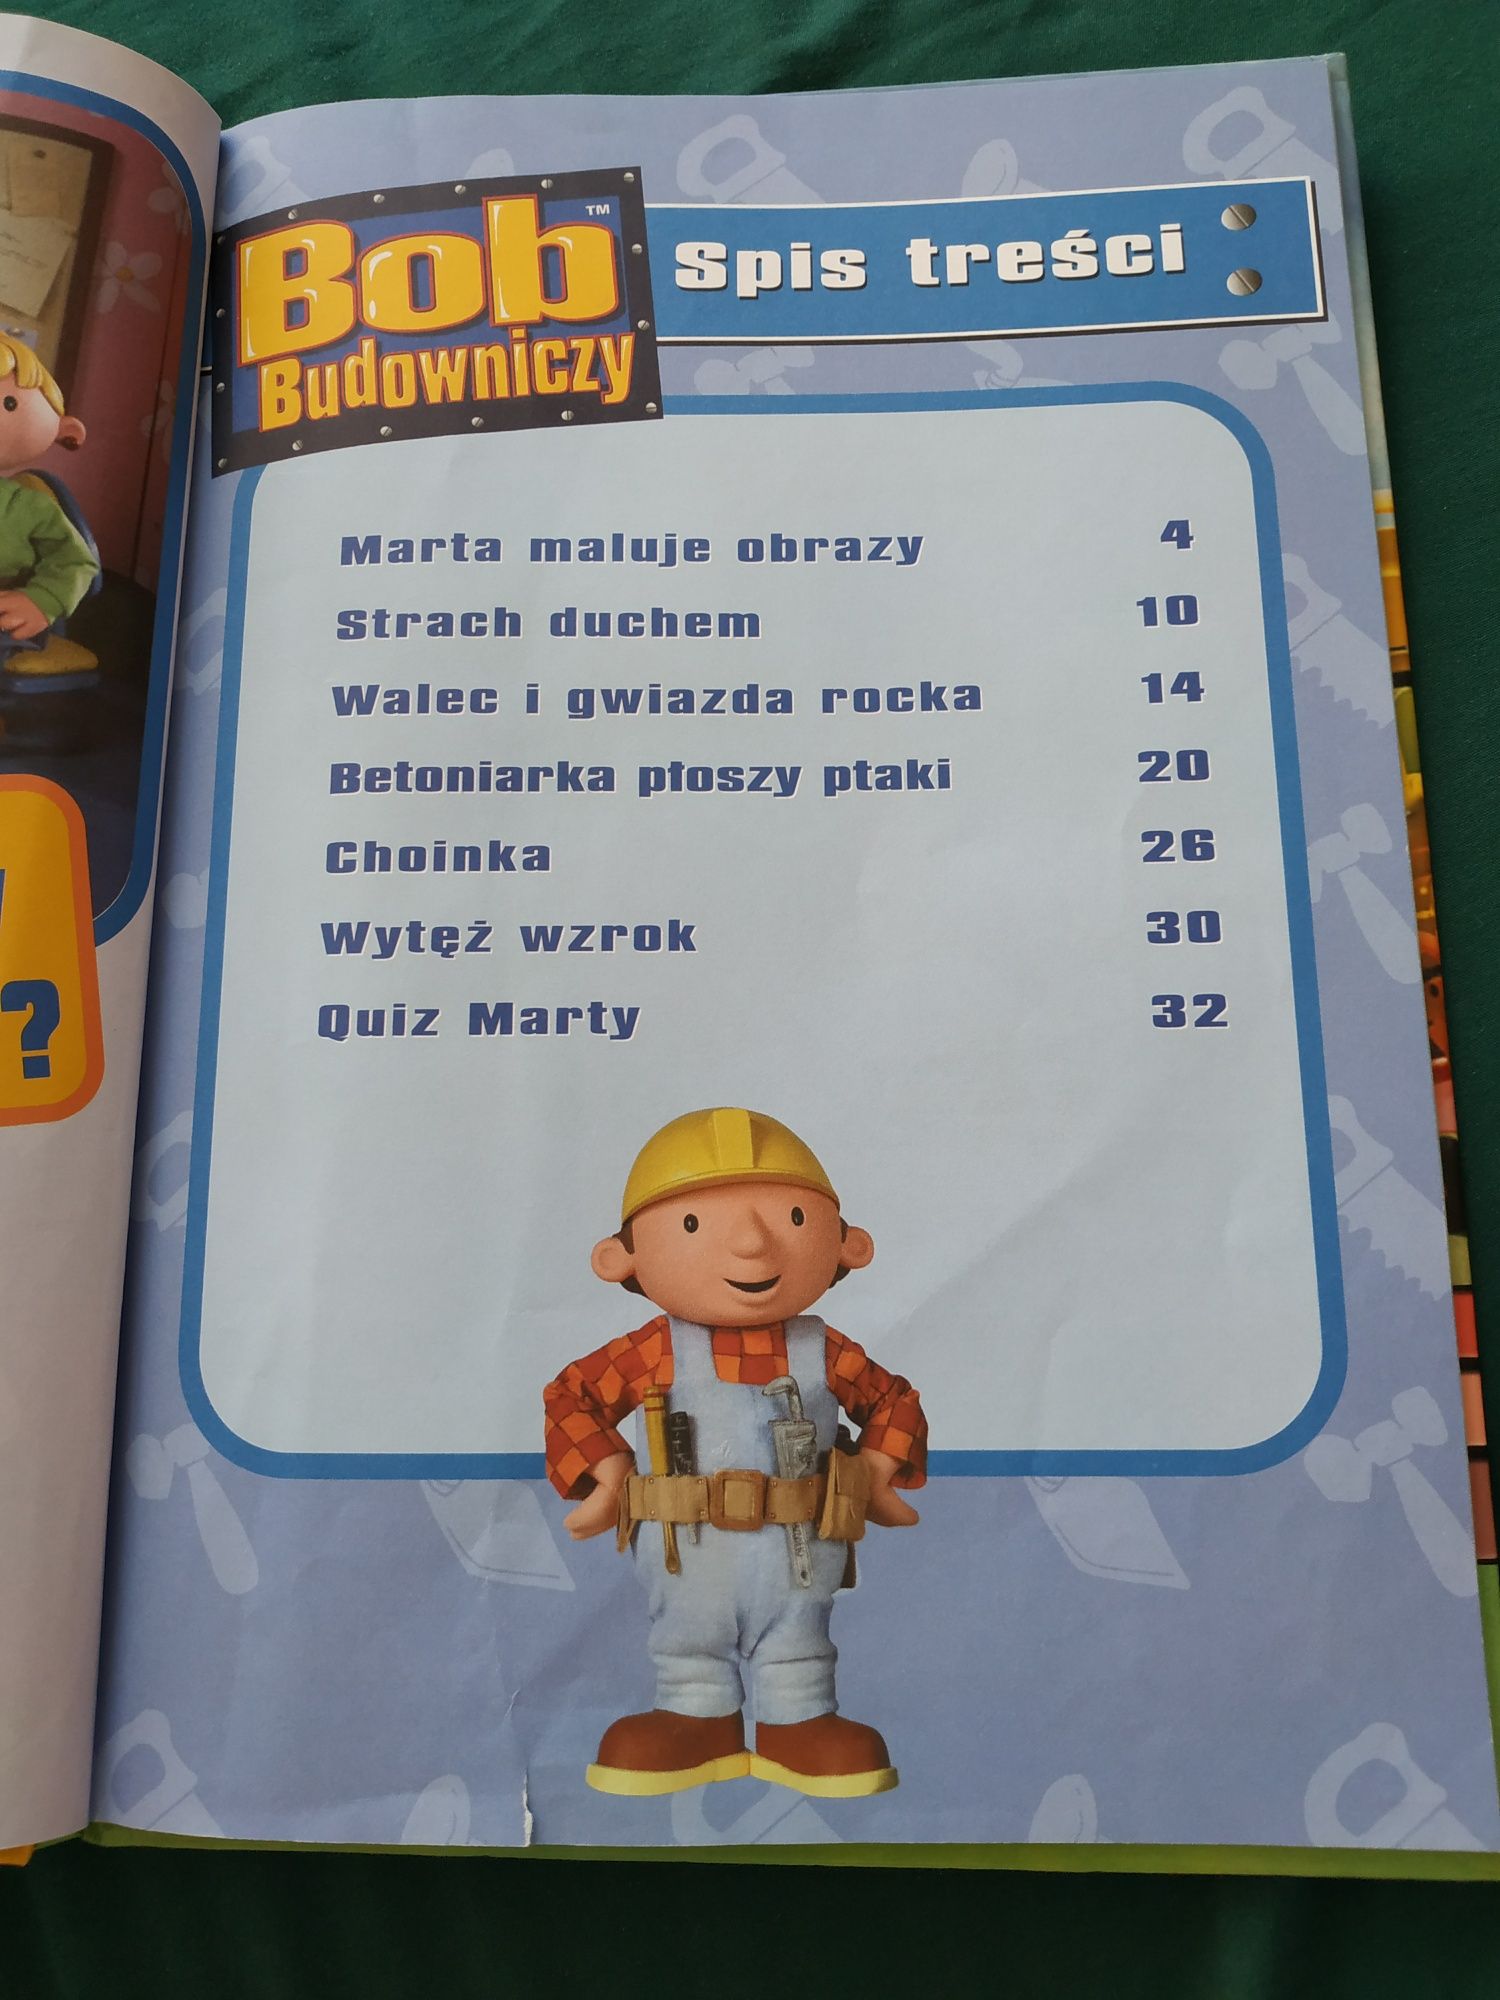 ?
Bob™
Budowniczy
Spis treści
Marta maluje obrazy 4
Strach duchem 10
Walec i gwiazda rocka 14
Betoniarka płoszy ptaki 20
Choinka 26
Wytęż wzrok 30
Quiz Marty 32